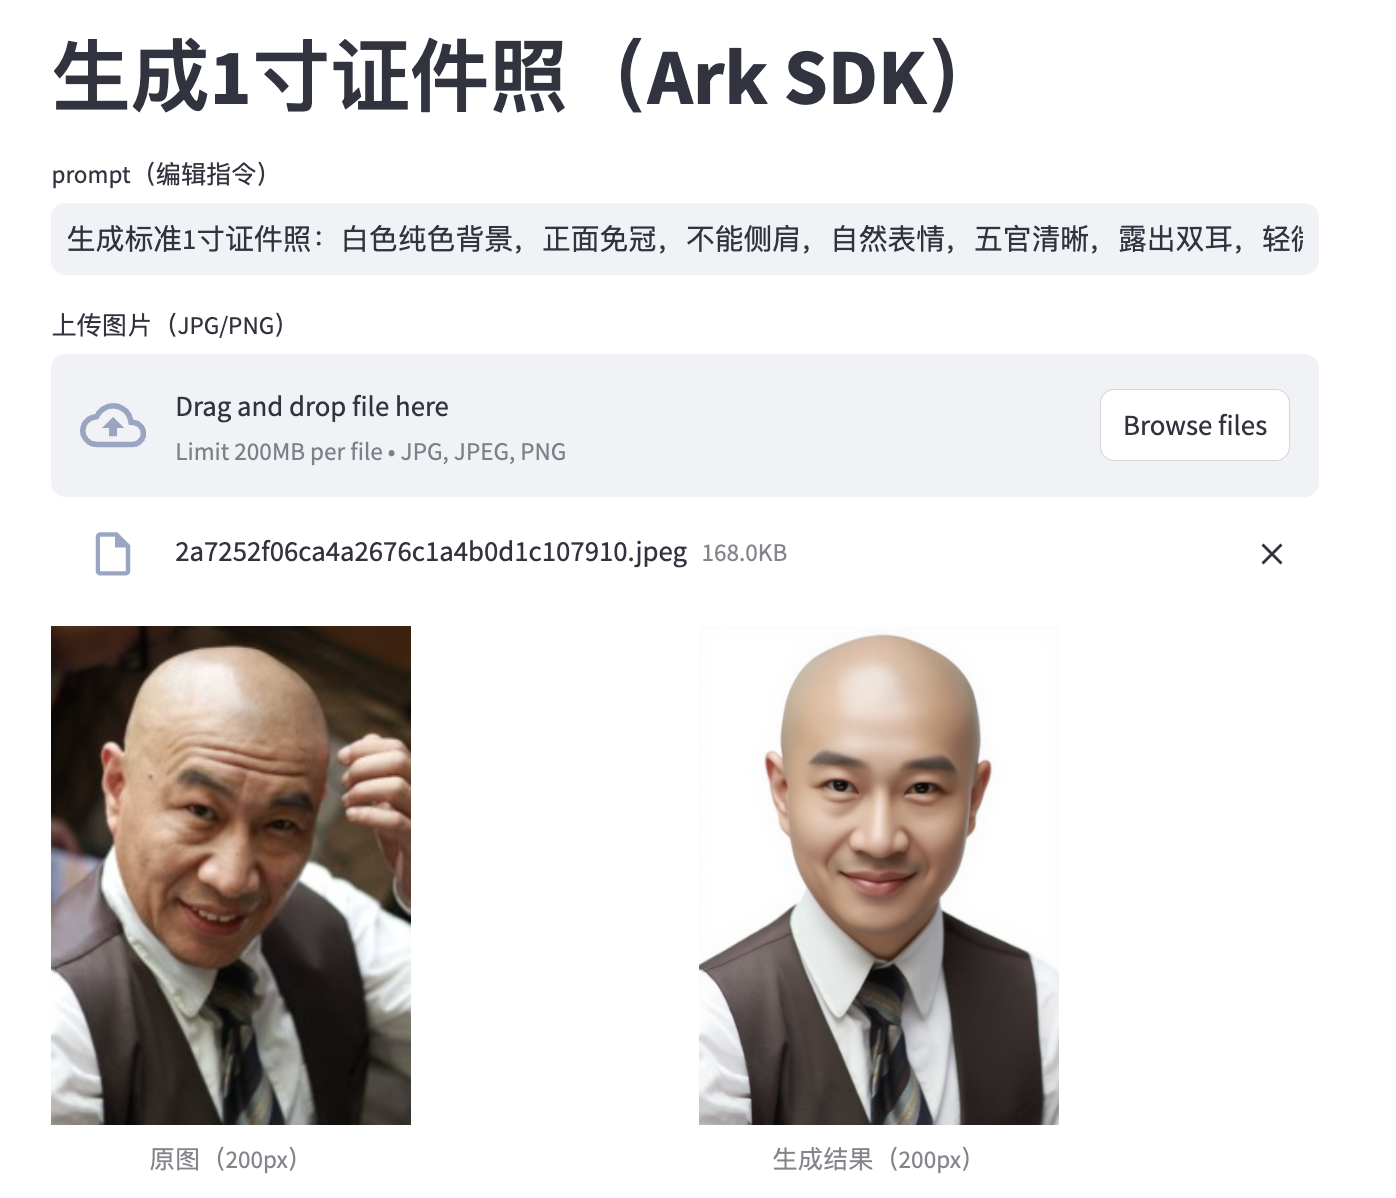 生成1寸证件照（Ark SDK）
prompt（编辑指令）
生成标准1寸证件照：白色纯色背景，正面免冠，不能侧肩，自然表情，五官清晰，露出双耳，轻
上传图片（JPG/PNG）
Drag and drop file here
Limit 200MB per file • JPG, JPEG, PNG
Browse files
2a7252f06ca4a2676c1a4b0d1c107910.jpeg 168.0KB
原图（200px）
生成结果（200px）